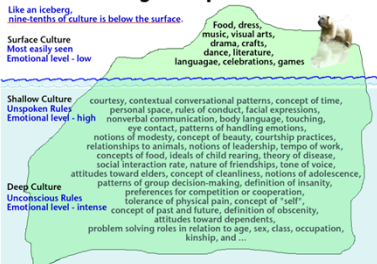 Like an iceberg,
nine-tenths of culture is below the surface.
Surface Culture
Most easily seen
Emotional level - low
Food, dress,
music, visual arts,
drama, crafts,
dance, literature,
languagae, celebrations, games
Shallow Culture
Unspoken Rules
Emotional level - high
courtesy, contextual conversational patterns, concept of time,
personal space, rules of conduct, facial expressions,
nonverbal communication, body language, touching,
eye contact, patterns of handling emotions,
notions of modesty, concept of beauty, courtship practices,
relationships to animals, notions of leadership, tempo of work,
concepts of food, ideals of child rearing, theory of disease,
social interaction rate, nature of friendships, tone of voice,
attitudes toward elders, concept of cleanliness, notions of adolescence,
patterns of group decision-making, definition of insanity,
preferences for competition or cooperation,
tolerance of physical pain, concept of "self",
concept of past and future, definition of obscenity,
attitudes toward dependents,
problem solving roles in relation to age, sex, class, occupation,
kinship, and ...
Deep Culture
Unconscious Rules
Emotional level - intense